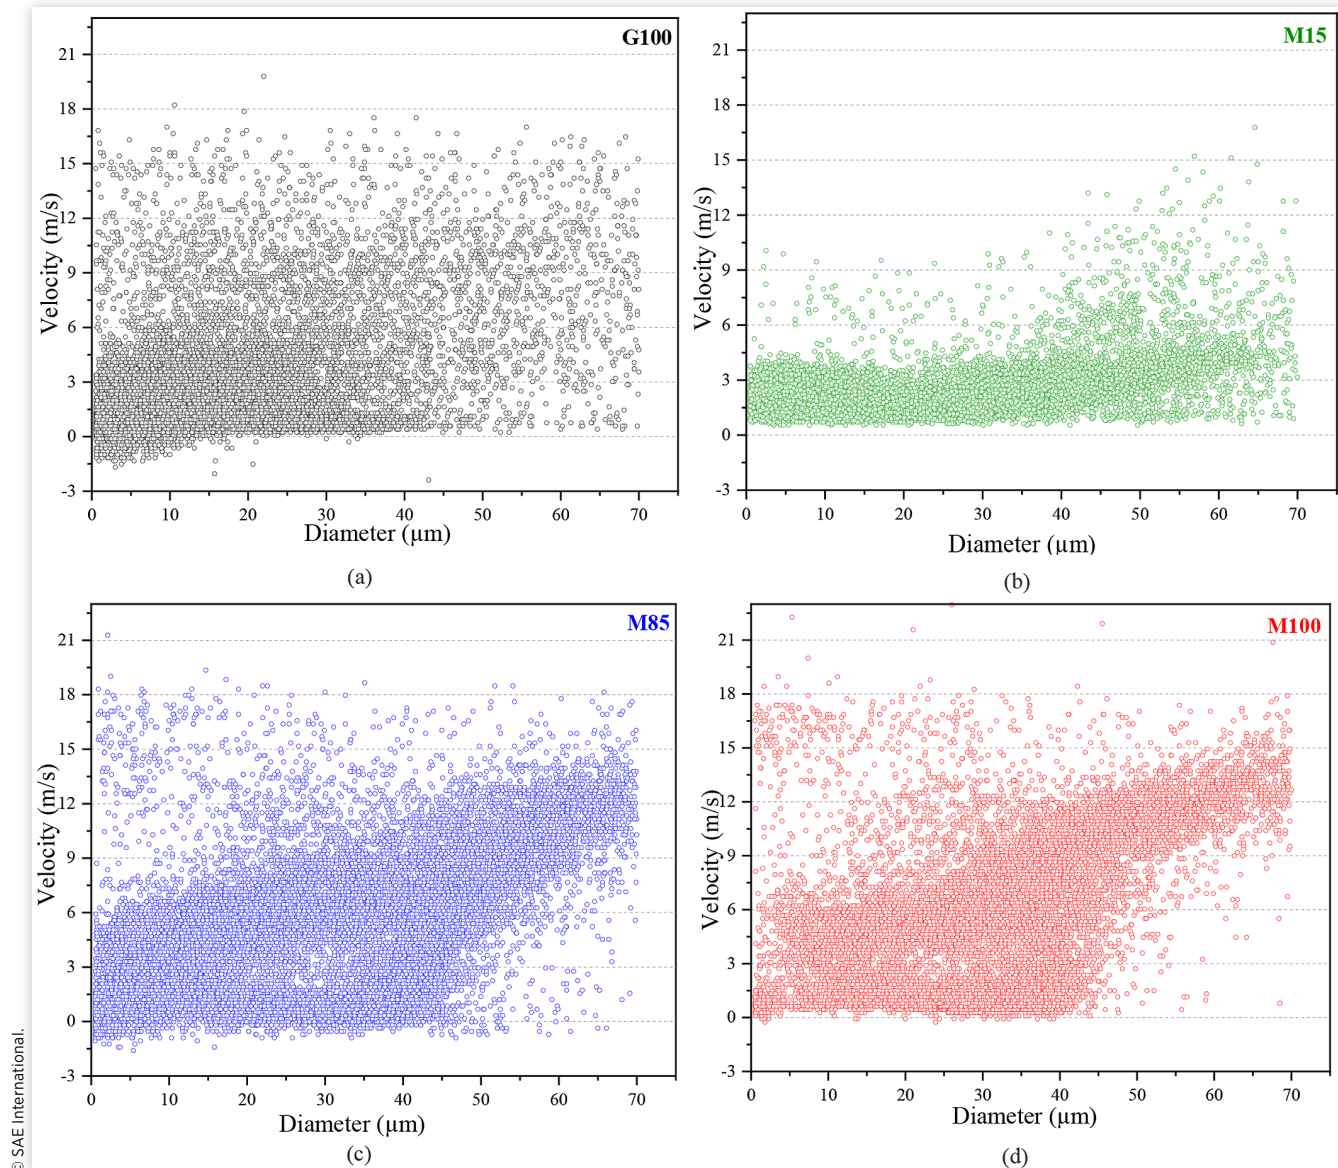 G100
21
18
15
12
9
6
3
0
-3
Velocity (m/s)
0 10 20 30 40 50 60 70
Diameter (µm)
(a)
M15
21
18
15
12
9
6
3
0
-3
Velocity (m/s)
0 10 20 30 40 50 60 70
Diameter (µm)
(b)
M85
21
18
15
12
9
6
3
0
-3
Velocity (m/s)
0 10 20 30 40 50 60 70
Diameter (µm)
(c)
M100
21
18
15
12
9
6
3
0
-3
Velocity (m/s)
0 10 20 30 40 50 60 70
Diameter (µm)
(d)
© SAE International.